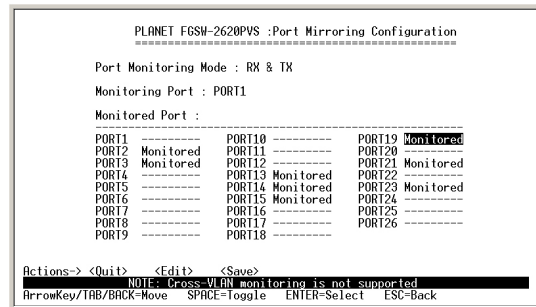 PLANET FGSW-2620PVS :Port Mirroring Configuration
================================================
Port Monitoring Mode : RX & TX
Monitoring Port : PORT1
Monitored Port :
------------------------------------------------------------
PORT1 --------- PORT10 --------- PORT19 Monitored
PORT2 Monitored PORT11 --------- PORT20 ---------
PORT3 Monitored PORT12 --------- PORT21 Monitored
PORT4 --------- PORT13 Monitored PORT22 ---------
PORT5 --------- PORT14 Monitored PORT23 Monitored
PORT6 --------- PORT15 Monitored PORT24 ---------
PORT7 --------- PORT16 --------- PORT25 ---------
PORT8 --------- PORT17 --------- PORT26 ---------
PORT9 --------- PORT18 ---------
Actions-> <Quit> <Edit> <Save>
NOTE: Cross-VLAN monitoring is not supported
ArrowKey/TAB/BACK=Move SPACE=Toggle ENTER=Select ESC=Back